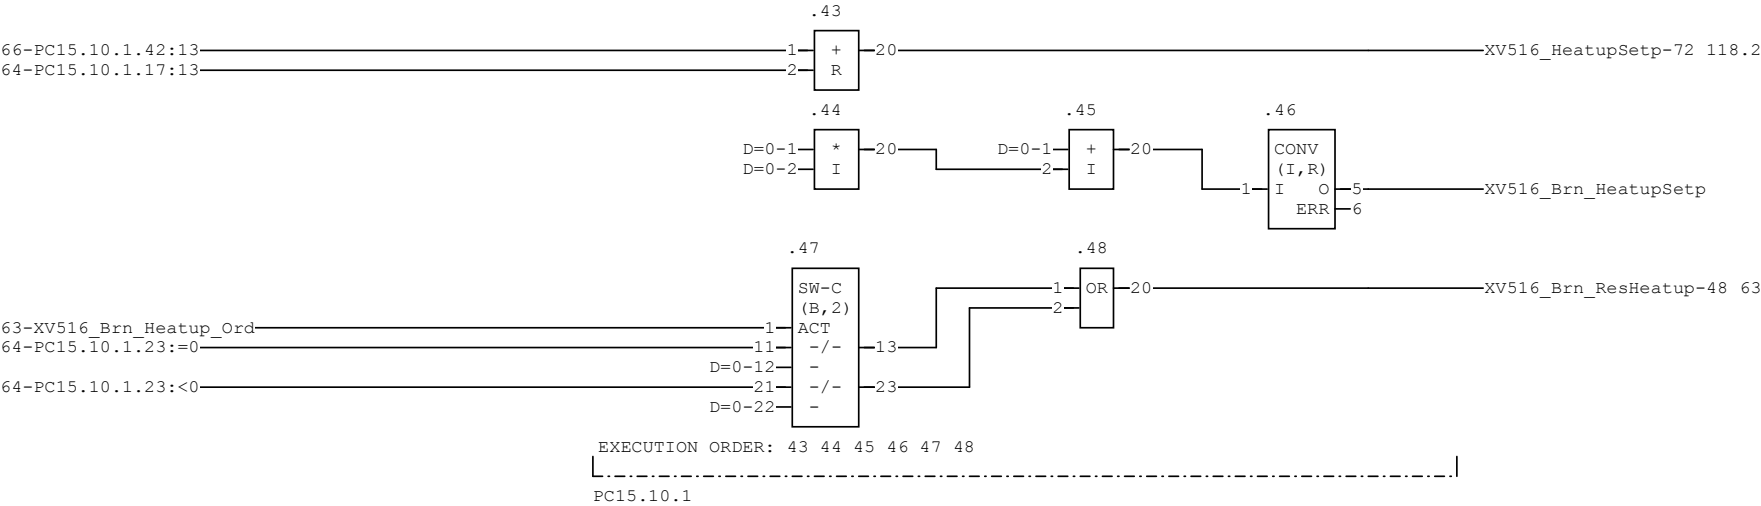 .43
66-PC15.10.1.42:13 1 + 20 XV516_HeatupSetp-72 118.2
64-PC15.10.1.17:13 2 R
.44 .45 .46
D=0-1 * 20 D=0-1 + 20 CONV
D=0-2 I 2 I (I,R)
1 I O 5 XV516_Brn_HeatupSetp
ERR 6
.47 .48
SW-C 1 OR 20 XV516_Brn_ResHeatup-48 63
(B,2) 2
63-XV516_Brn_Heatup_Ord 1 ACT
64-PC15.10.1.23:=0 11 -/- 13
D=0-12 -
64-PC15.10.1.23:<0 21 -/- 23
D=0-22 -
EXECUTION ORDER: 43 44 45 46 47 48
PC15.10.1